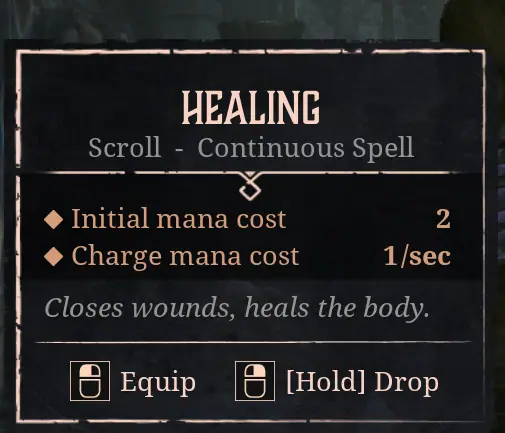 HEALING
Scroll - Continuous Spell
Initial mana cost 2
Charge mana cost 1/sec
Closes wounds, heals the body.
Equip [Hold] Drop